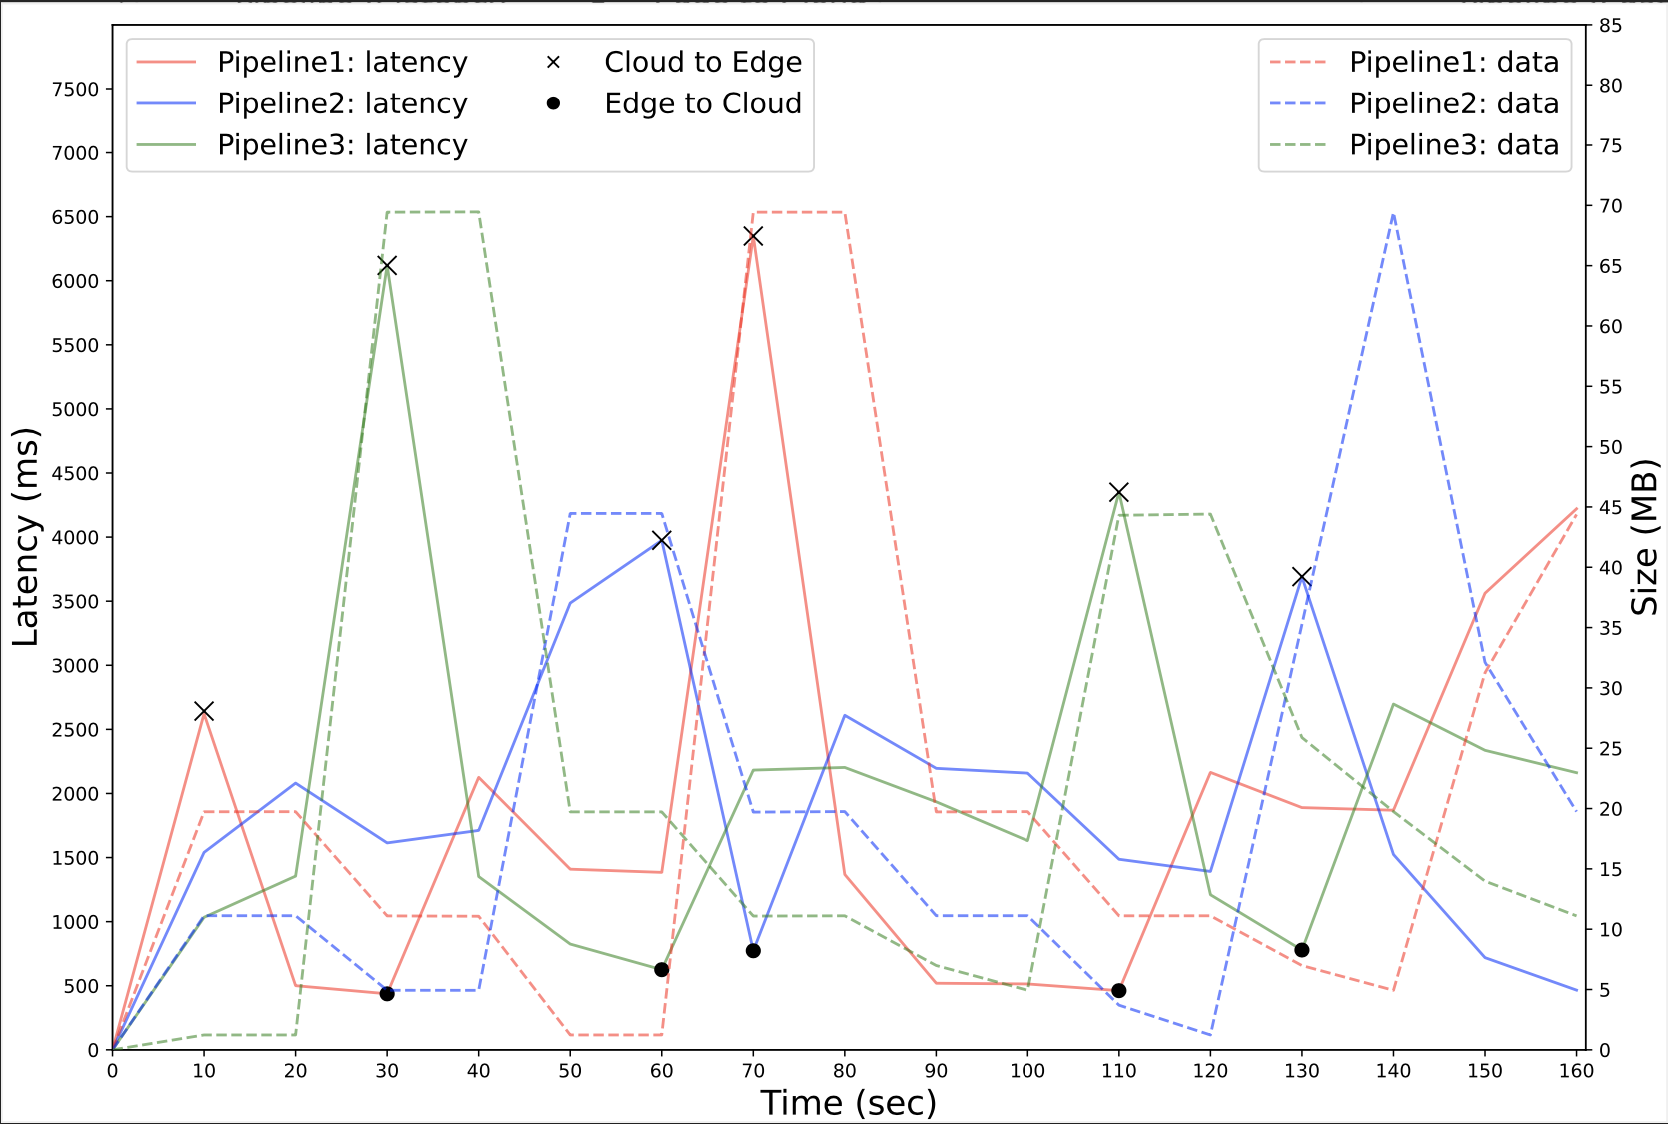 Pipeline1: latency
Pipeline2: latency
Pipeline3: latency
Cloud to Edge
Edge to Cloud
Pipeline1: data
Pipeline2: data
Pipeline3: data
Latency (ms)
7500
7000
6500
6000
5500
5000
4500
4000
3500
3000
2500
2000
1500
1000
500
0
85
80
75
70
65
60
55
50
45
40
35
30
25
20
15
10
5
0
Size (MB)
0 10 20 30 40 50 60 70 80 90 100 110 120 130 140 150 160
Time (sec)